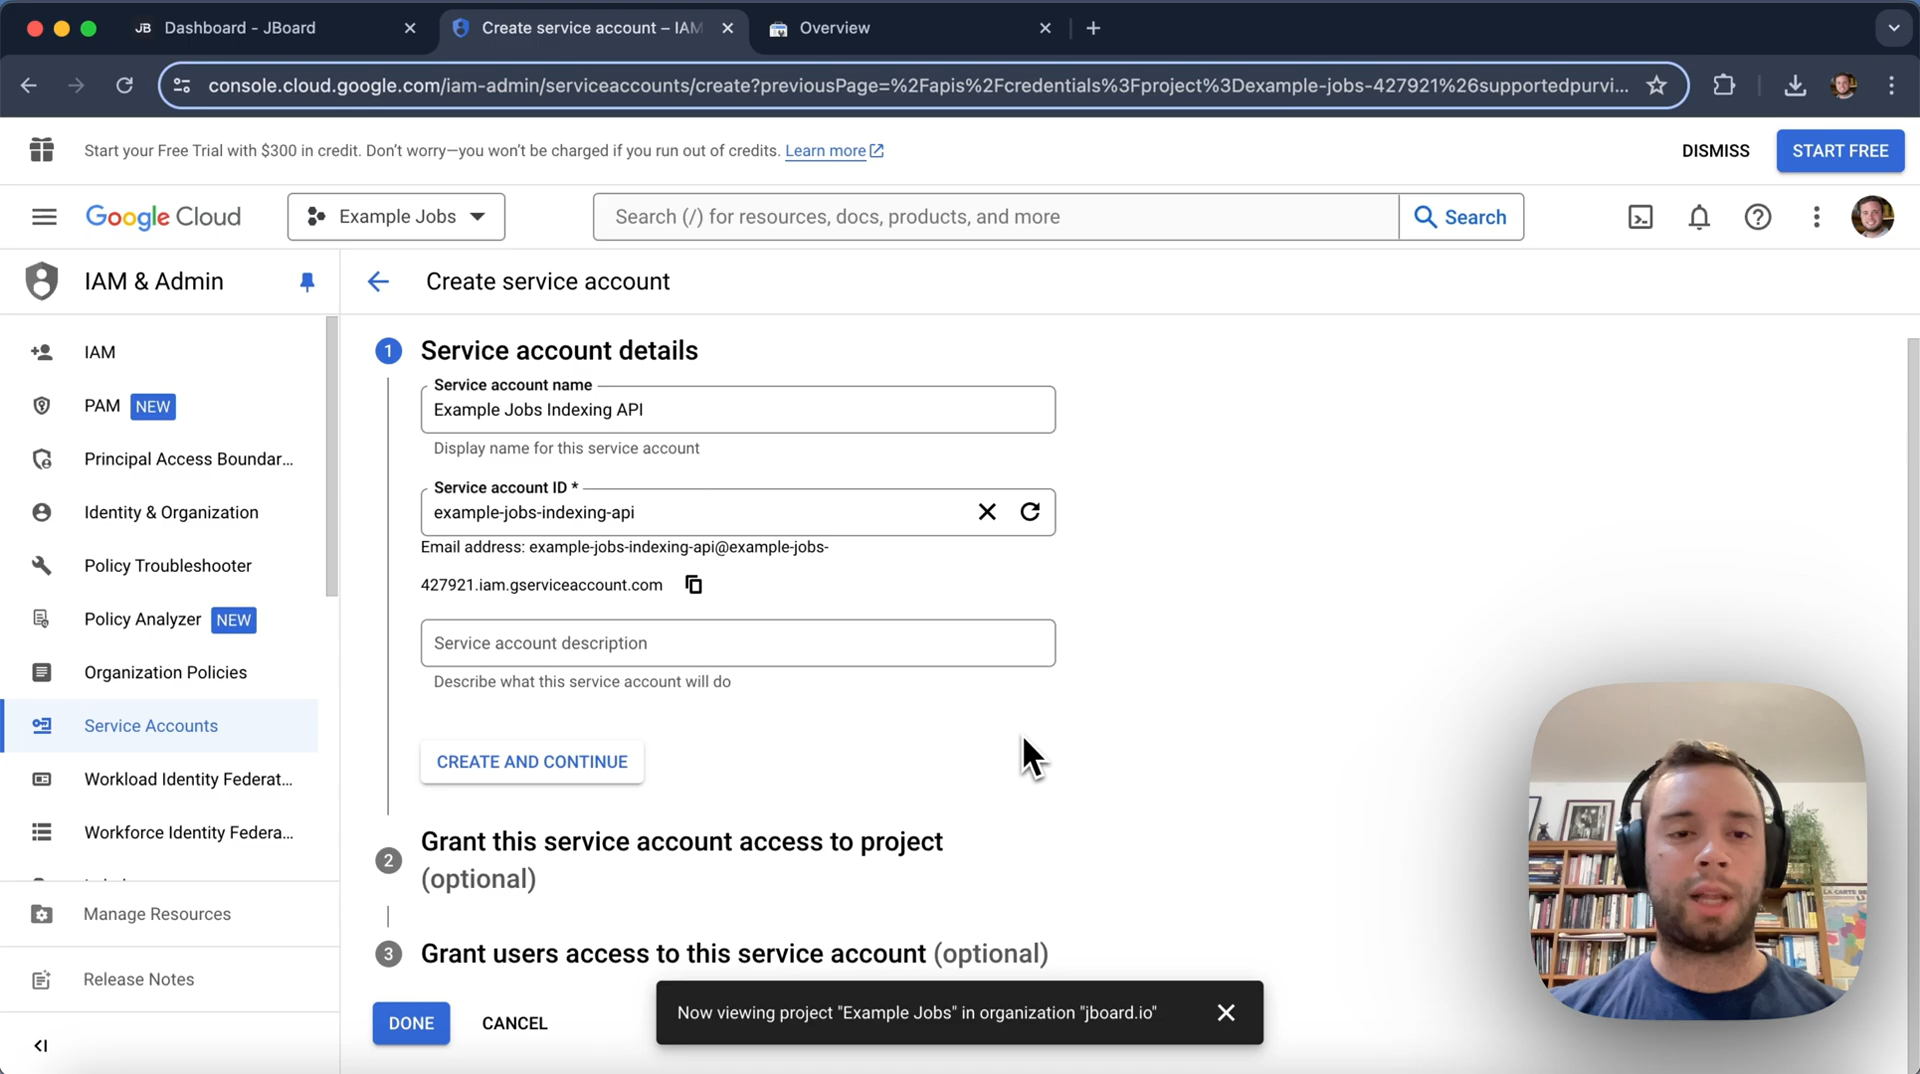 JB Dashboard - JBoard
Create service account – IAM
Overview
console.cloud.google.com/iam-admin/serviceaccounts/create?previousPage=%2Fapis%2Fcredentials%3Fproject%3Dexample-jobs-427921%26supportedpurvi...
Start your Free Trial with $300 in credit. Don't worry—you won't be charged if you run out of credits. Learn more
DISMISS
START FREE
Google Cloud
Example Jobs
Search (/) for resources, docs, products, and more
Search
IAM & Admin
Create service account
IAM
PAM NEW
Principal Access Boundar...
Identity & Organization
Policy Troubleshooter
Policy Analyzer NEW
Organization Policies
Service Accounts
Workload Identity Federat...
Workforce Identity Federa...
Manage Resources
Release Notes
1 Service account details
Service account name
Example Jobs Indexing API
Display name for this service account
Service account ID *
example-jobs-indexing-api
Email address: example-jobs-indexing-api@example-jobs-
427921.iam.gserviceaccount.com
Service account description
Describe what this service account will do
CREATE AND CONTINUE
2 Grant this service account access to project
(optional)
3 Grant users access to this service account (optional)
DONE
CANCEL
Now viewing project "Example Jobs" in organization "jboard.io"